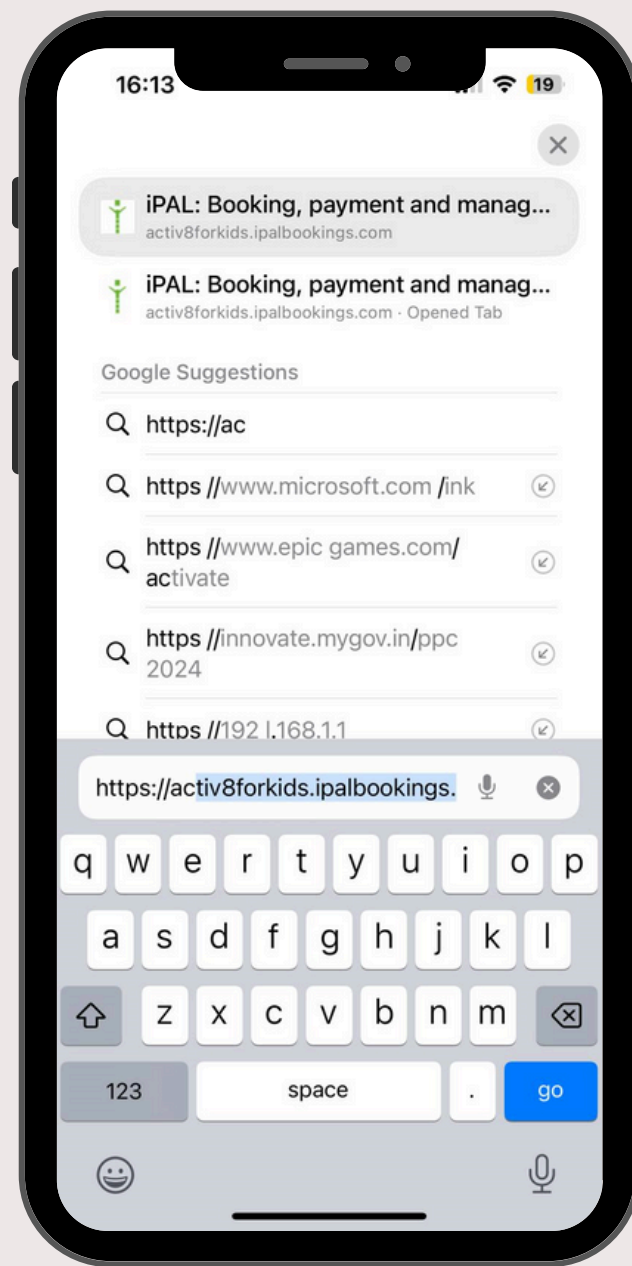 16:13
19
iPAL: Booking, payment and manag...
activ8forkids.ipalbookings.com
iPAL: Booking, payment and manag...
activ8forkids.ipalbookings.com · Opened Tab
Google Suggestions
https://ac
https //www.microsoft.com /ink
https //www.epic games.com/
activate
https //innovate.mygov.in/ppc
2024
https //192 l.168.1.1
https://activ8forkids.ipalbookings.
q w e r t y u i o p
a s d f g h j k l
z x c v b n m
123 space . go